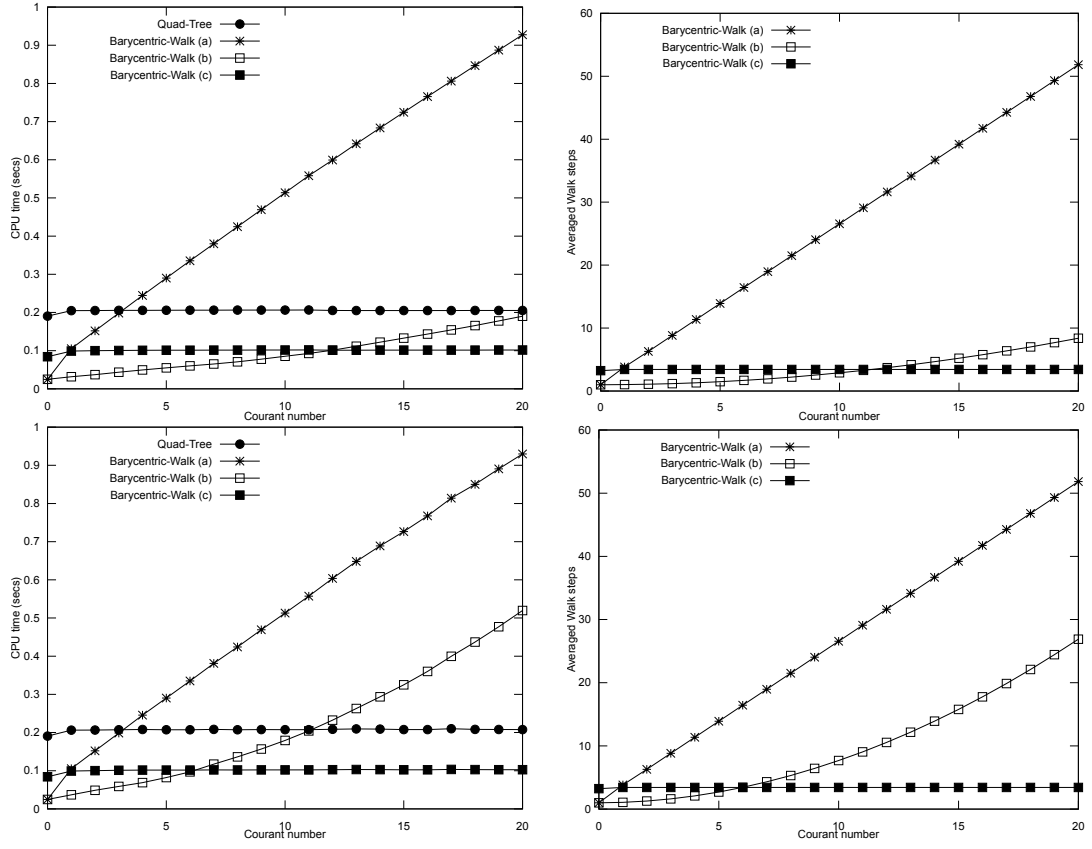 Quad-Tree
Barycentric-Walk (a)
Barycentric-Walk (b)
Barycentric-Walk (c)
1
0.9
0.8
0.7
0.6
0.5
0.4
0.3
0.2
0.1
0
CPU time (secs)
0 5 10 15 20
Courant number
Barycentric-Walk (a)
Barycentric-Walk (b)
Barycentric-Walk (c)
60
50
40
30
20
10
0
Averaged Walk steps
0 5 10 15 20
Courant number
Quad-Tree
Barycentric-Walk (a)
Barycentric-Walk (b)
Barycentric-Walk (c)
1
0.9
0.8
0.7
0.6
0.5
0.4
0.3
0.2
0.1
0
CPU time (secs)
0 5 10 15 20
Courant number
Barycentric-Walk (a)
Barycentric-Walk (b)
Barycentric-Walk (c)
60
50
40
30
20
10
0
Averaged Walk steps
0 5 10 15 20
Courant number